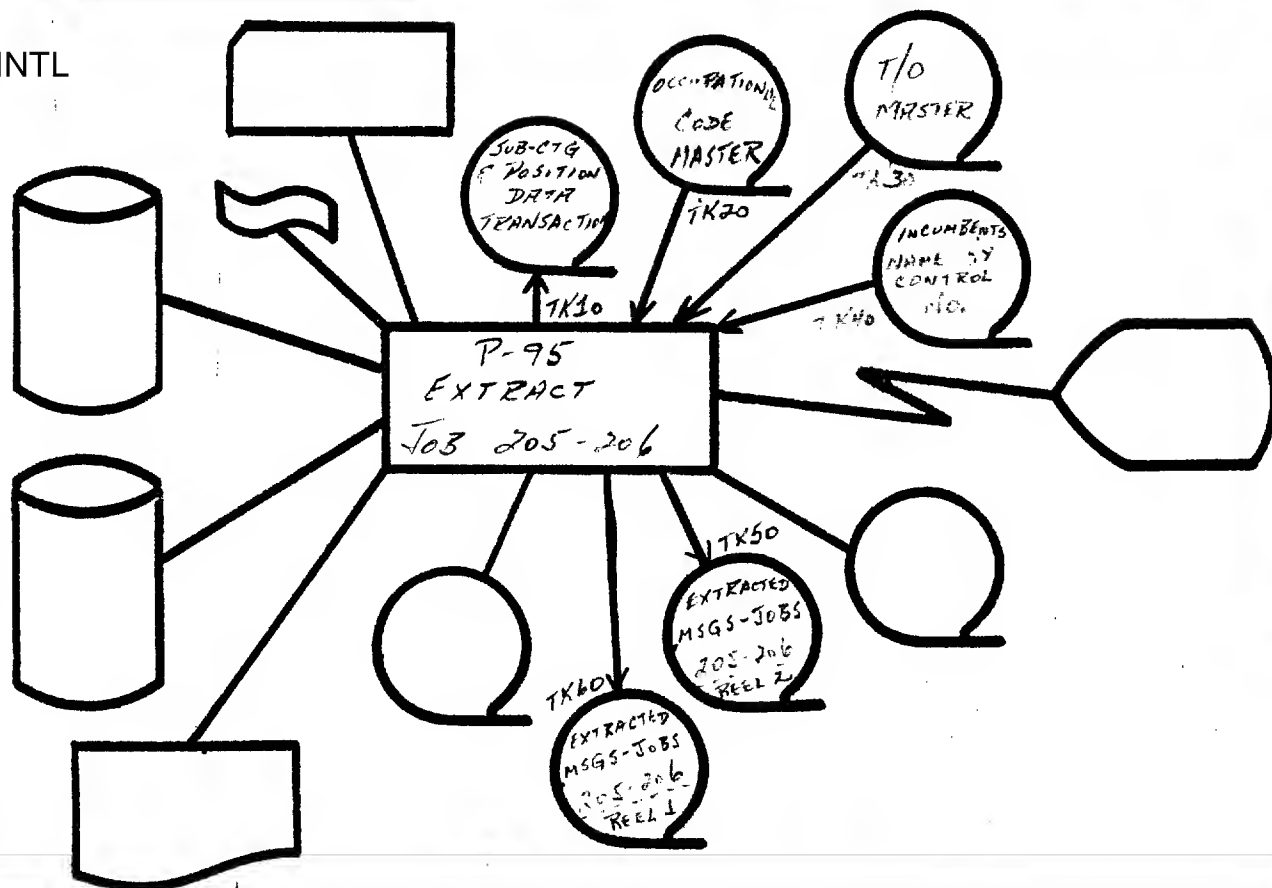 INTL
OCCUPATIONAL
CODE
MASTER
TK20
T/O
MASTER
TK30
SUB-CTG
& POSITION
DATA
TRANSACTION
TK10
INCUMBENTS
NAME BY
CONTROL
NO.
TK40
P-95
EXTRACT
JOB 205-206
TK50
EXTRACTED
MSGS-JOBS
205-206
REEL 2
TK60
EXTRACTED
MSGS-JOBS
205-206
REEL 1